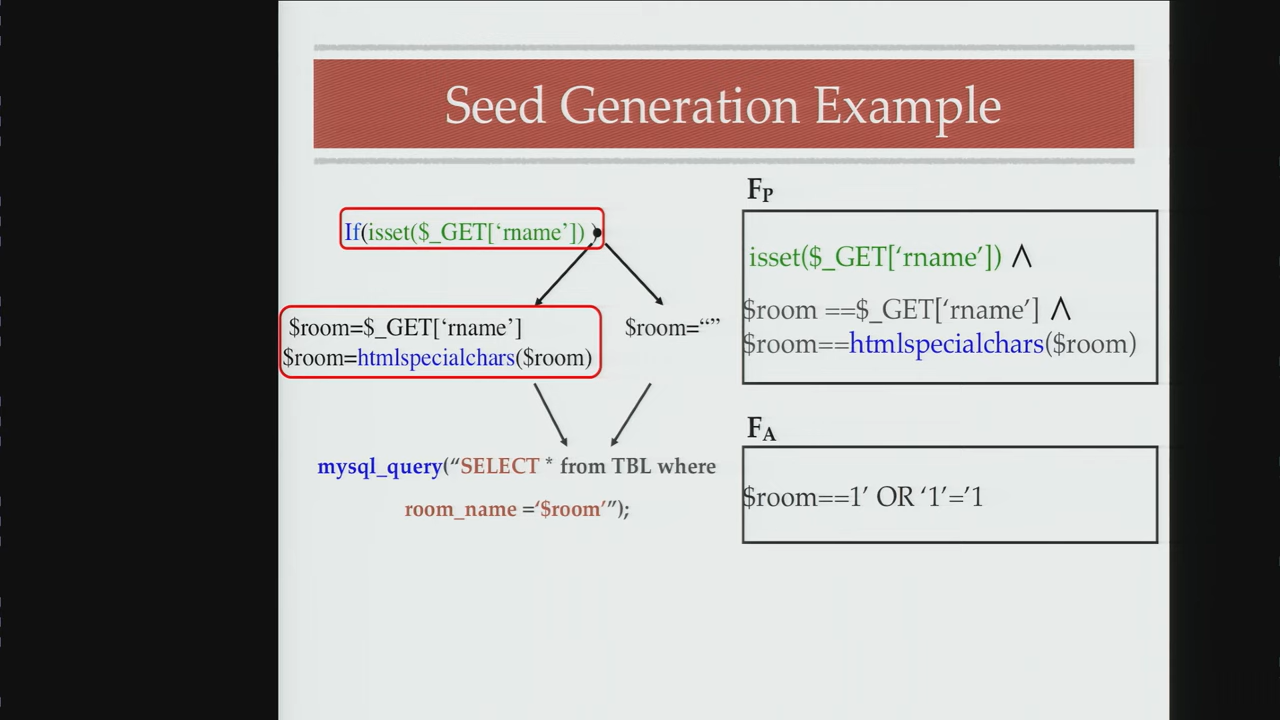 Seed Generation Example
If(isset($_GET[‘rname’]) )
$room=$_GET[‘rname’]
$room=htmlspecialchars($room)
$room=“”
mysql_query(“SELECT * from TBL where
room_name =‘$room’”);
FP
isset($_GET[‘rname’]) ⋀
$room ==$_GET[‘rname’] ⋀
$room==htmlspecialchars($room)
FA
$room==1’ OR ‘1’=’1